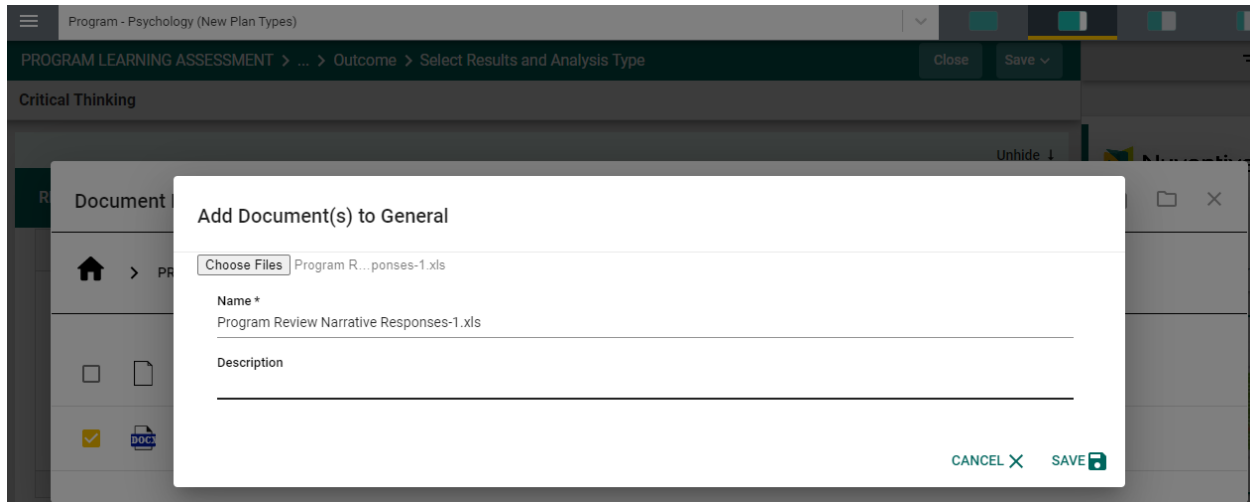 Program - Psychology (New Plan Types)
PROGRAM LEARNING ASSESSMENT > ... > Outcome > Select Results and Analysis Type
Close
Save
Critical Thinking
Unhide ↓
Document
Add Document(s) to General
PR
Choose Files Program R...ponses-1.xls
Name *
Program Review Narrative Responses-1.xls
Description
DOCX
CANCEL
SAVE